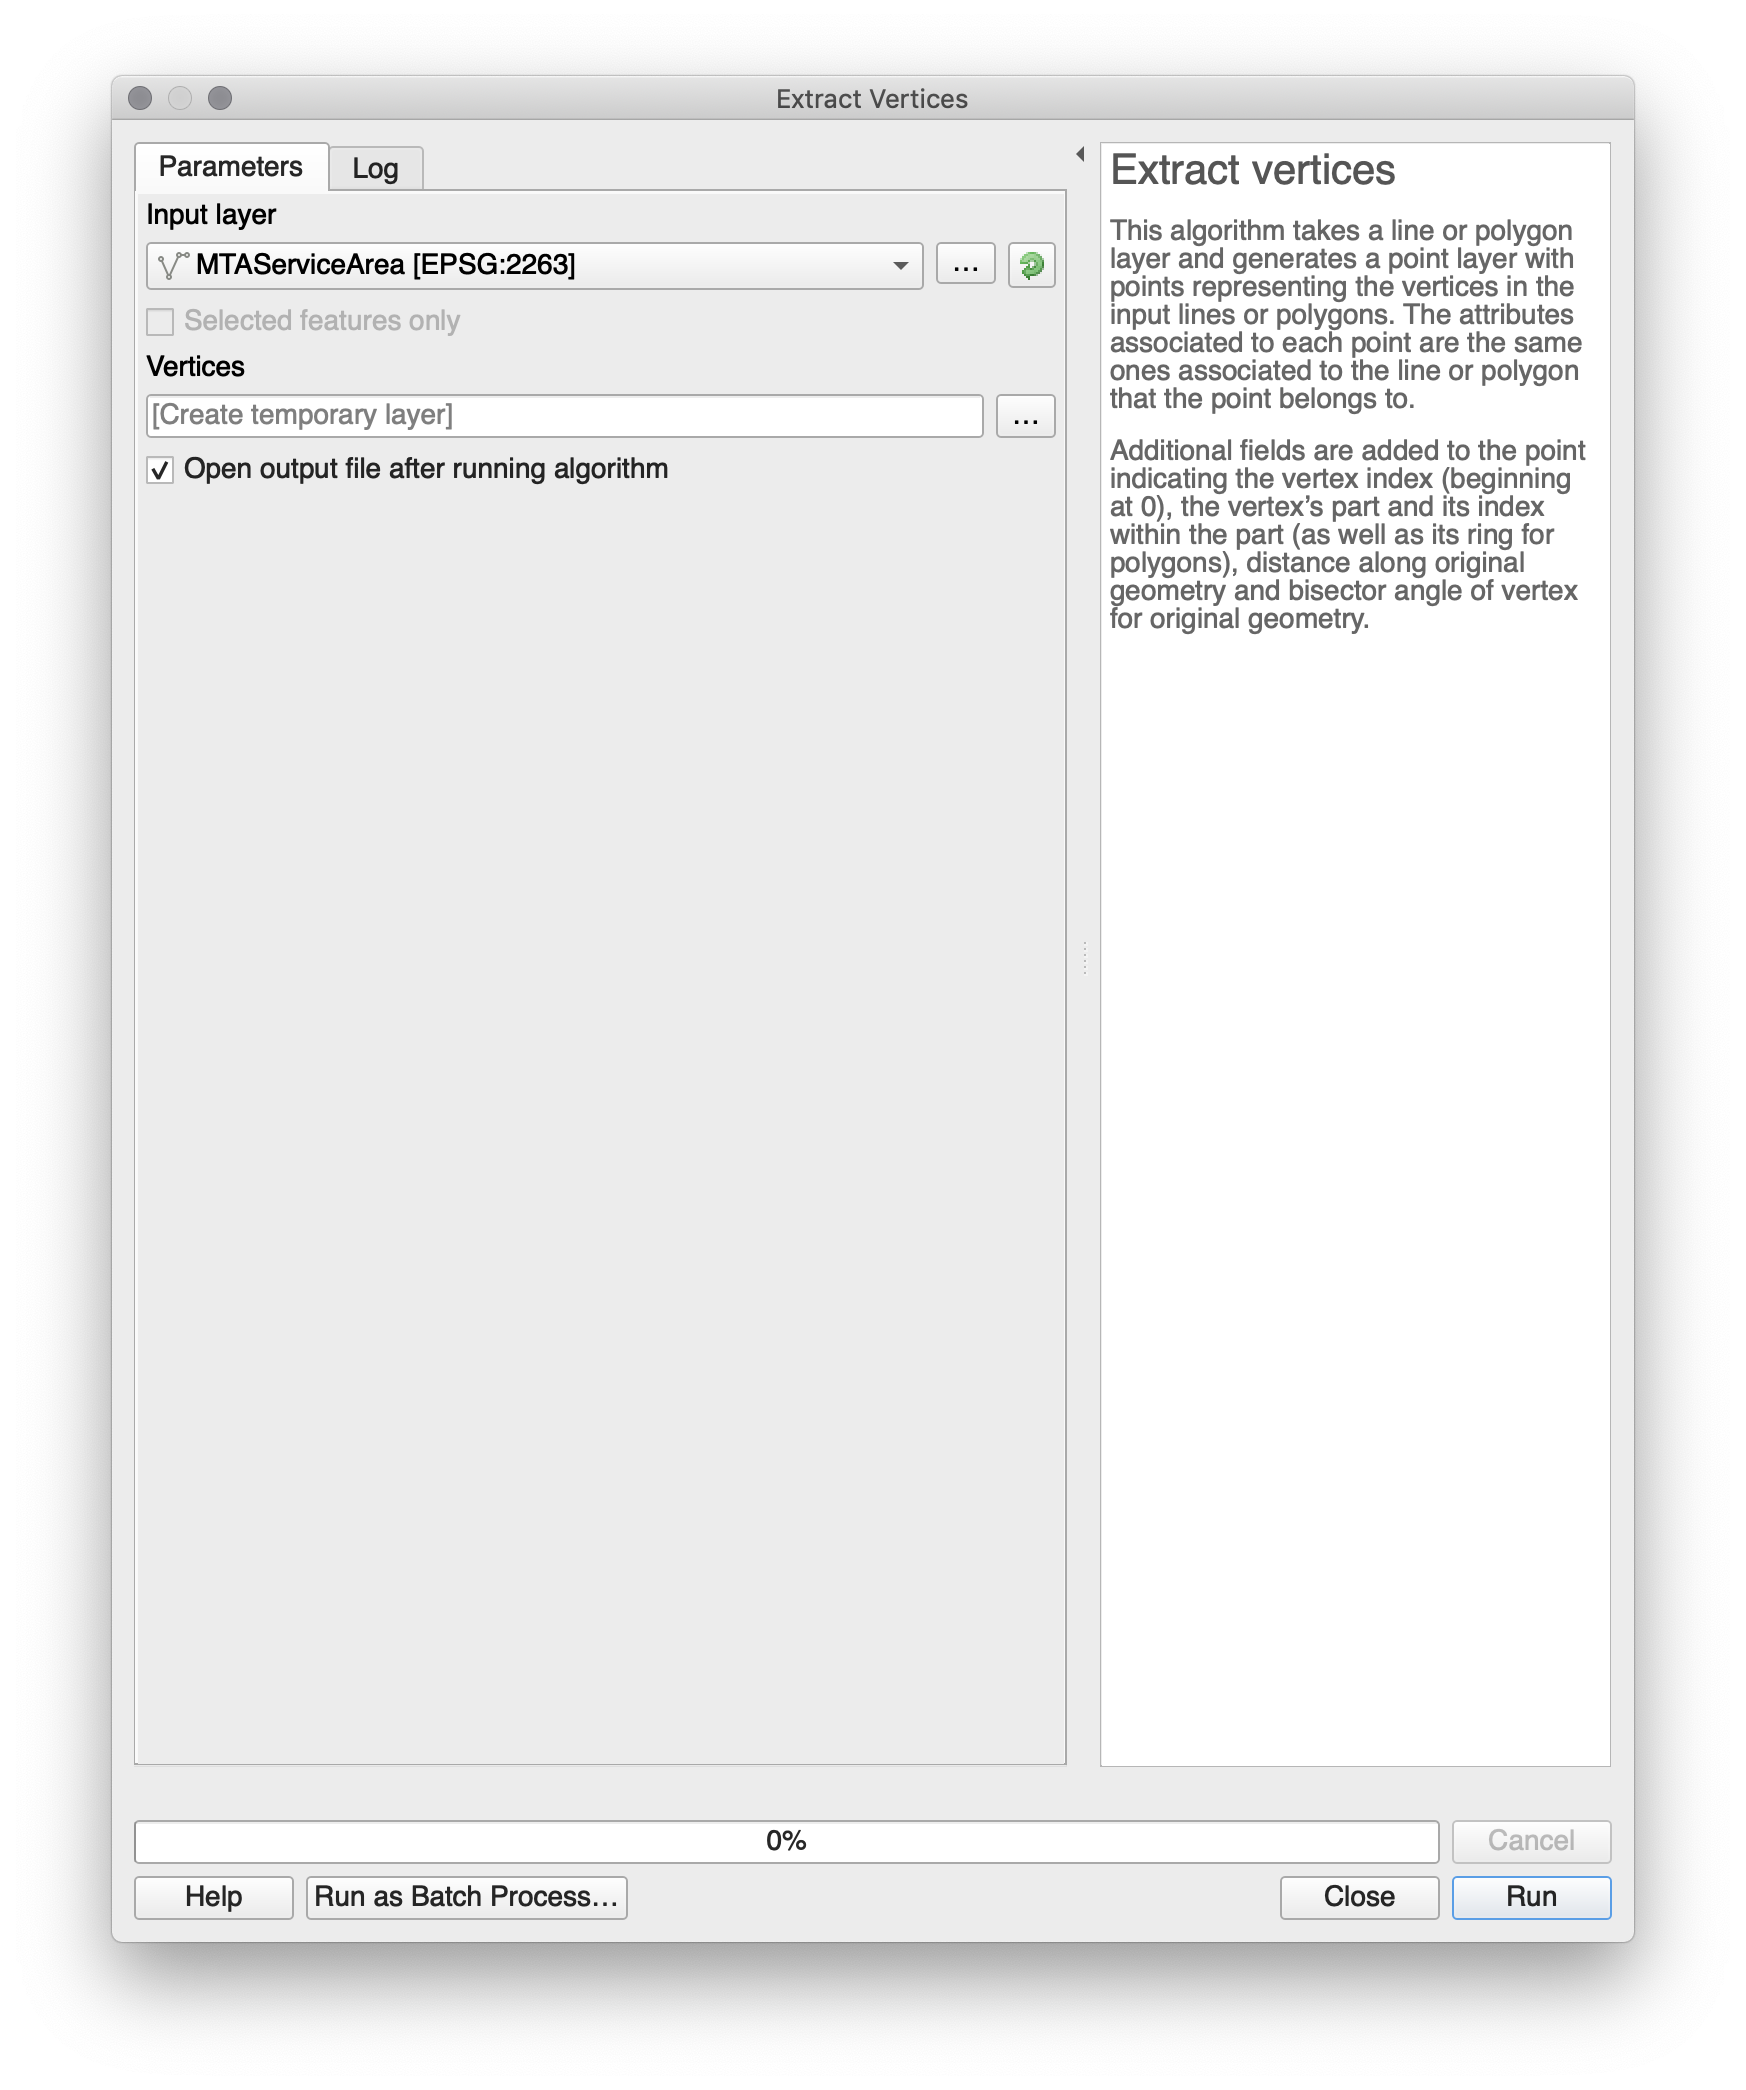 Extract Vertices
Parameters
Log
Input layer
MTAServiceArea [EPSG:2263]
...
Selected features only
Vertices
[Create temporary layer]
...
Open output file after running algorithm
Extract vertices
This algorithm takes a line or polygon
layer and generates a point layer with
points representing the vertices in the
input lines or polygons. The attributes
associated to each point are the same
ones associated to the line or polygon
that the point belongs to.
Additional fields are added to the point
indicating the vertex index (beginning
at 0), the vertex’s part and its index
within the part (as well as its ring for
polygons), distance along original
geometry and bisector angle of vertex
for original geometry.
0%
Cancel
Help
Run as Batch Process…
Close
Run